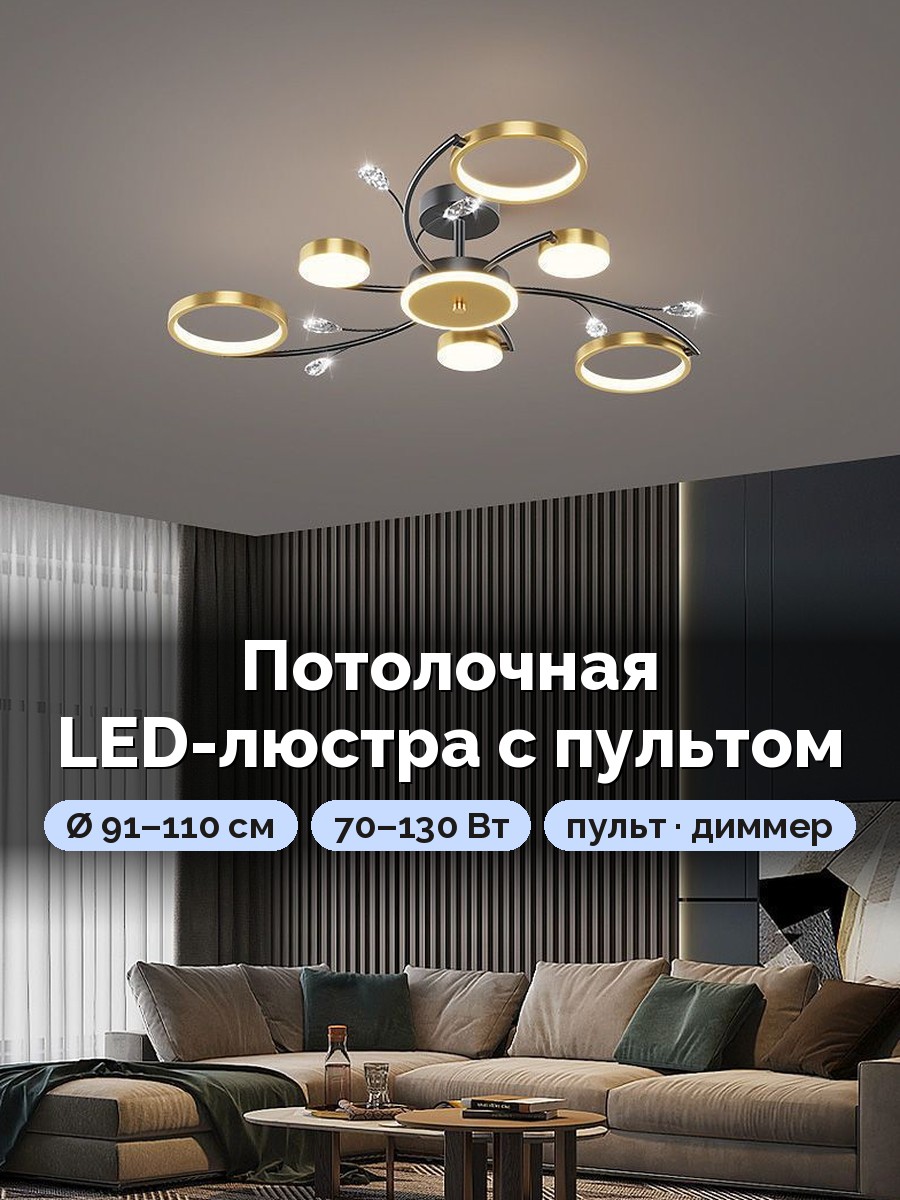 Потолочная
LED-люстра с пультом
Ø 91–110 см
70–130 Вт
пульт · диммер